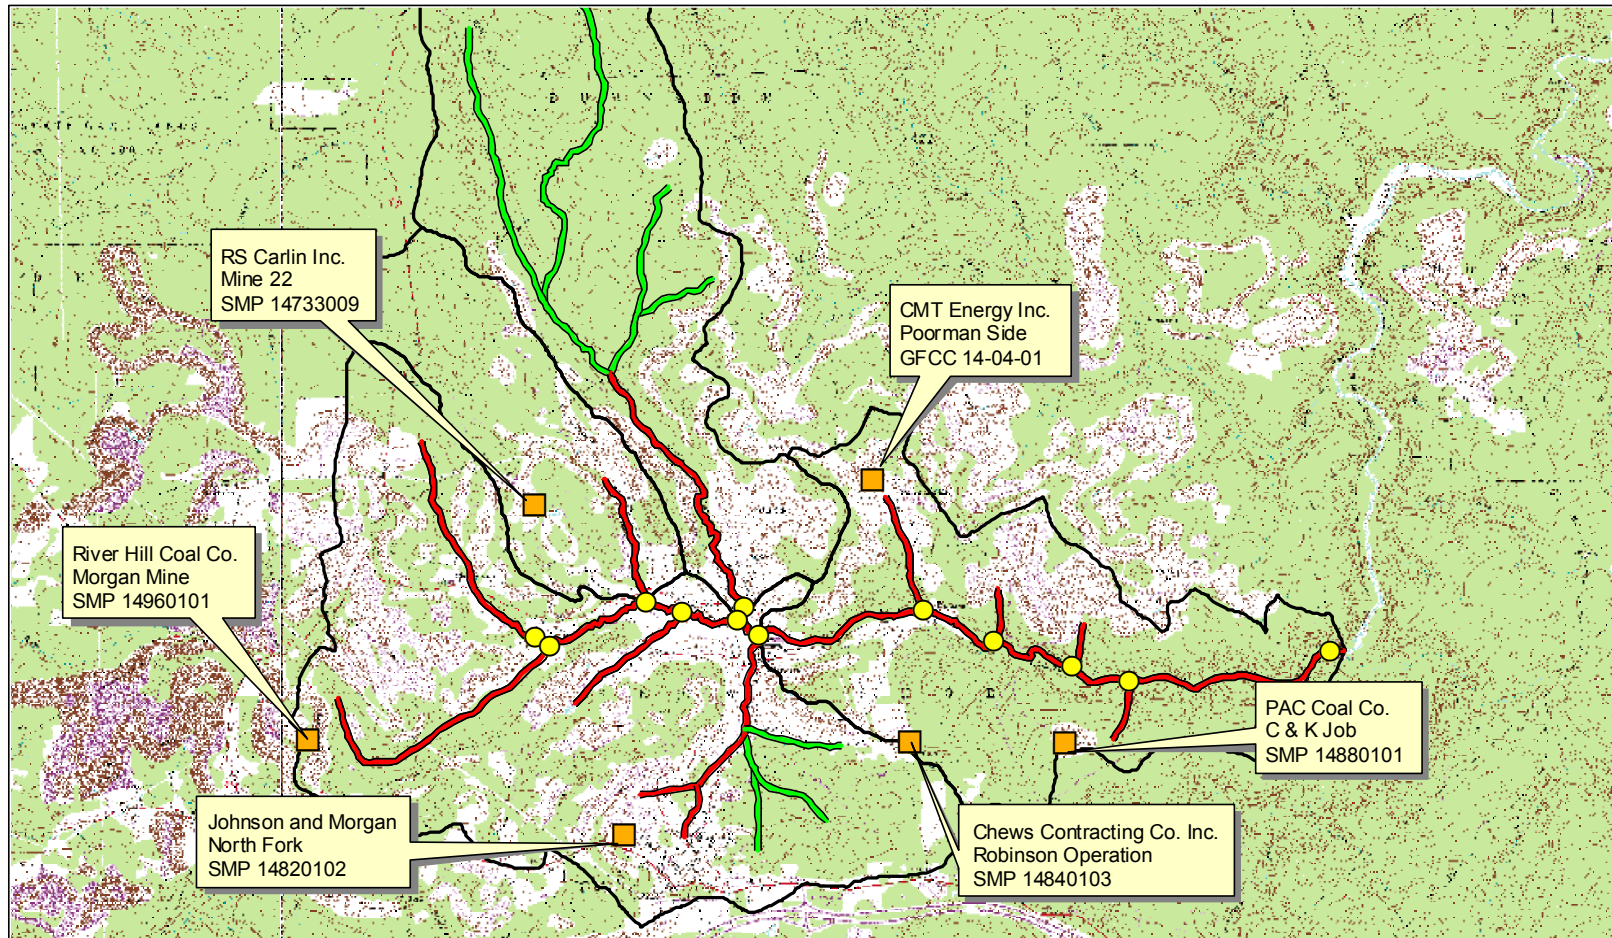 RS Carlin Inc.
Mine 22
SMP 14733009
CMT Energy Inc.
Poorman Side
GFCC 14-04-01
River Hill Coal Co.
Morgan Mine
SMP 14960101
PAC Coal Co.
C & K Job
SMP 14880101
Johnson and Morgan
North Fork
SMP 14820102
Chews Contracting Co. Inc.
Robinson Operation
SMP 14840103